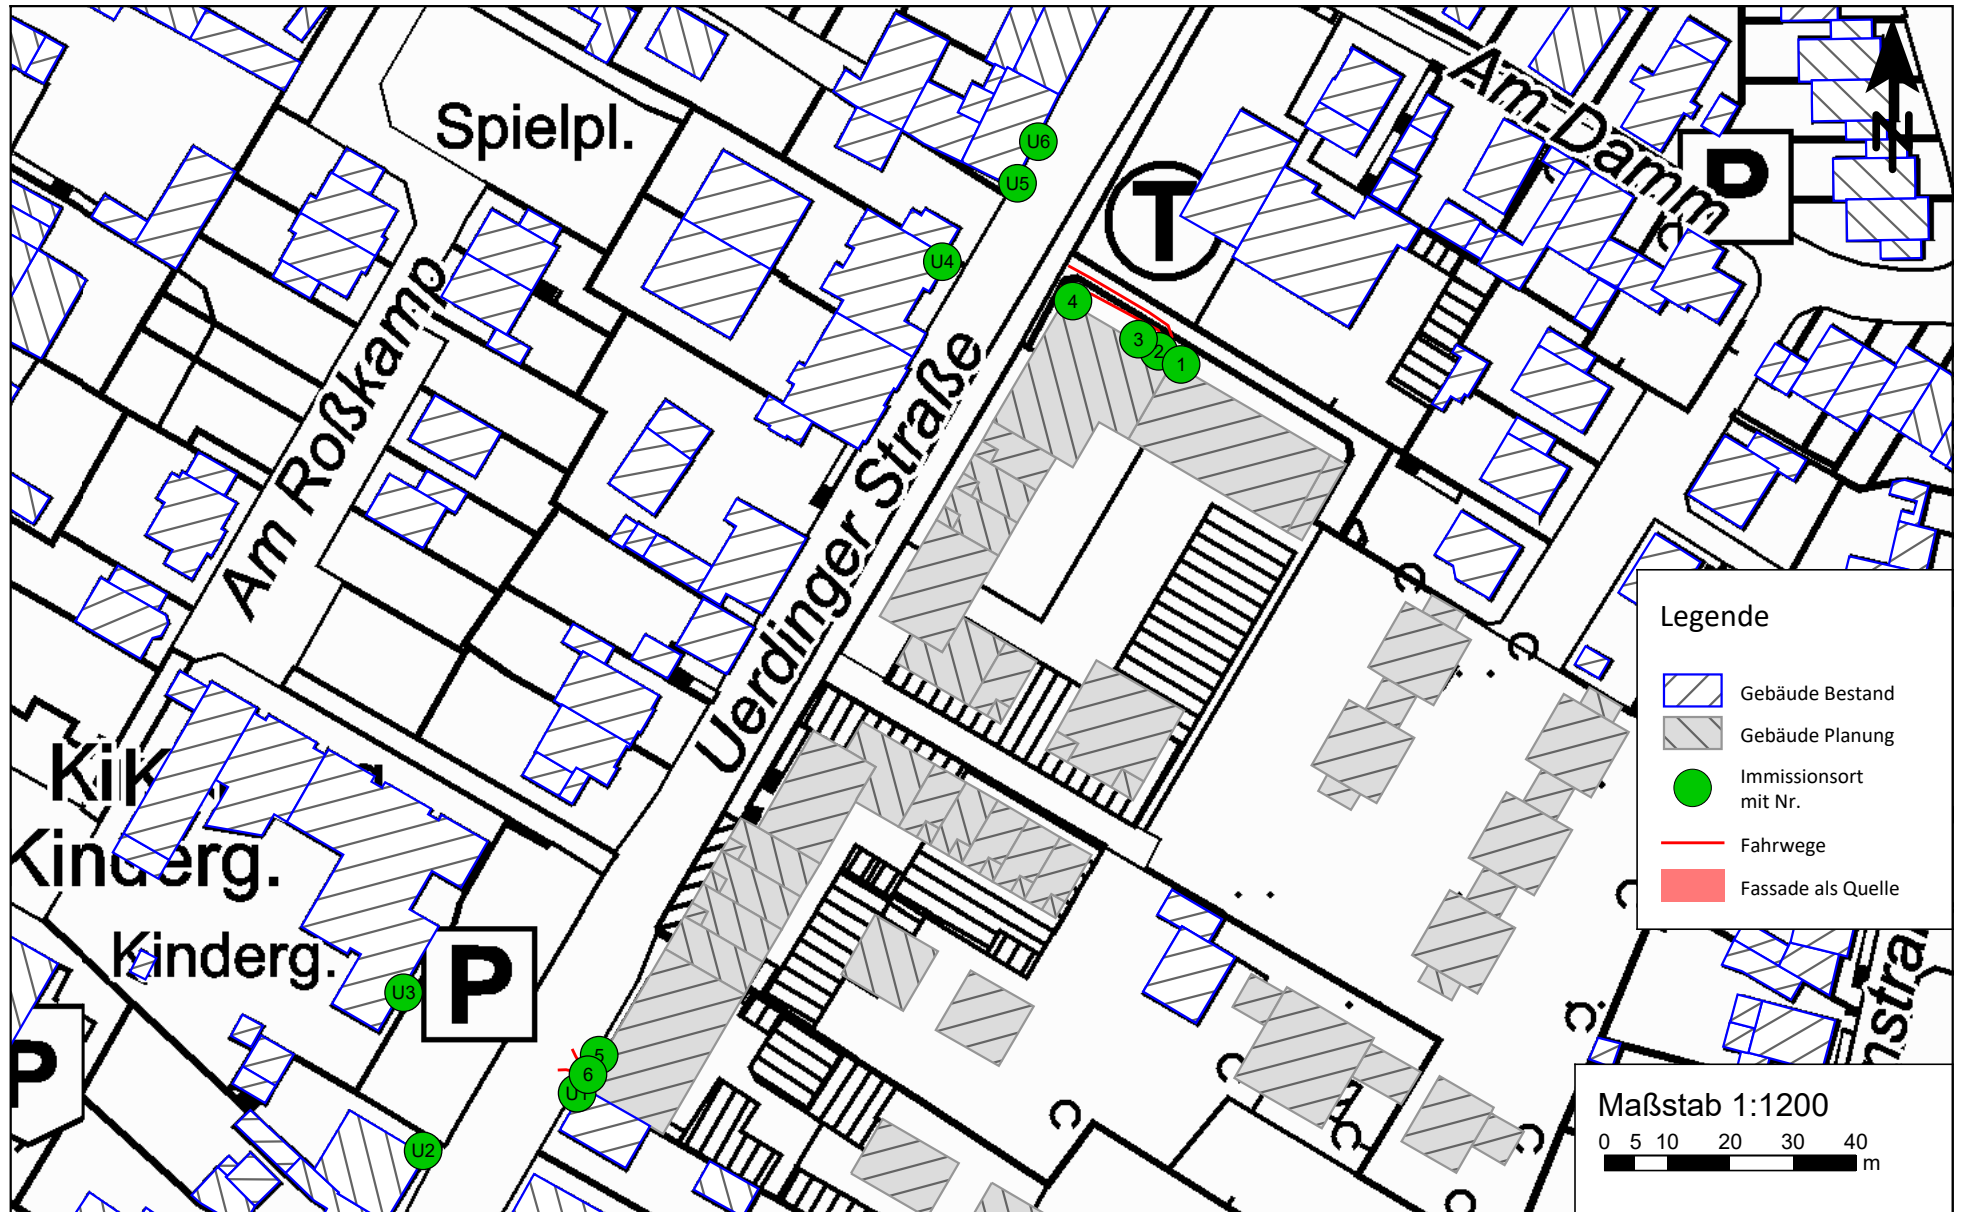 Spielpl.
Am Damm
P
N
T
U6
U5
U4
4
3
2
1
Am Roßkamp
Uerdinger Straße
Kinderg.
Kinderg.
P
P
U3
5
6
U1
U2
Legende
Gebäude Bestand
Gebäude Planung
Immissionsort
mit Nr.
Fahrwege
Fassade als Quelle
Maßstab 1:1200
0 5 10 20 30 40 m